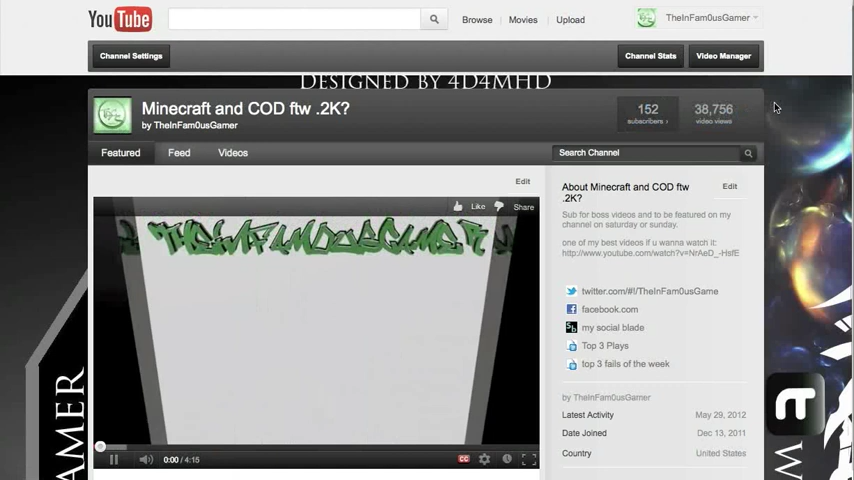 YouTube
Browse Movies Upload
TheInFam0usGamer
Channel Settings
Channel Stats Video Manager
DESIGNED BY 4D4MHD
Minecraft and COD ftw .2K?
by TheInFam0usGamer
152
subscribers ›
38,756
video views
Featured Feed Videos
Search Channel
Edit
Like Share
THEINFAM0USGAMER
0:00 / 4:15
CC
About Minecraft and COD ftw
.2K?
Edit
Sub for boss videos and to be featured on my
channel on saturday or sunday.
one of my best videos if u wanna watch it:
http://www.youtube.com/watch?v=NrAeD_-HsfE
twitter.com/#!/TheInFam0usGame
facebook.com
my social blade
Top 3 Plays
top 3 fails of the week
by TheInFam0usGamer
Latest Activity May 29, 2012
Date Joined Dec 13, 2011
Country United States
AMER